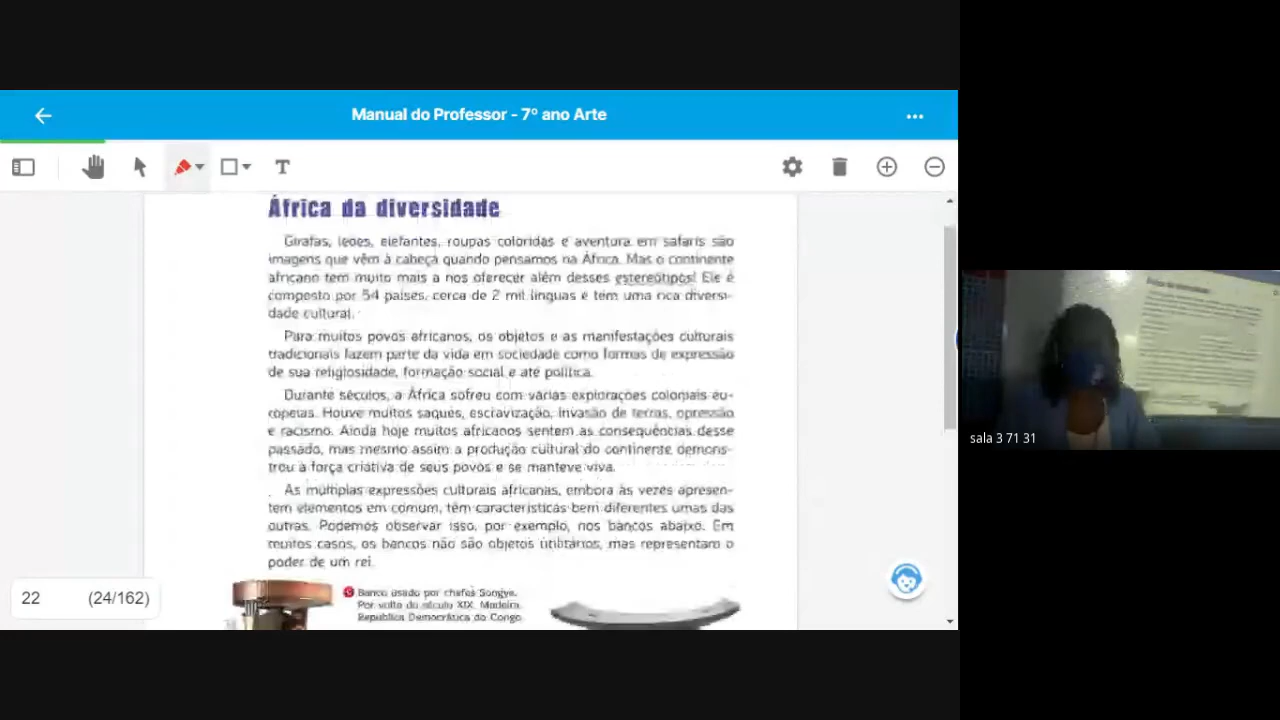 Manual do Professor - 7º ano Arte
T
África da diversidade
Girafas, leões, elefantes, roupas coloridas e aventura em safaris são
imagens que vêm à cabeça quando pensamos na África. Mas o continente
africano tem muito mais a nos oferecer além desses estereótipos! Ele é
composto por 54 países, cerca de 2 mil línguas e tem uma rica diversi-
dade cultural.
Para muitos povos africanos, os objetos e as manifestações culturais
tradicionais fazem parte da vida em sociedade como formas de expressão
de sua religiosidade, formação social e até política.
Durante séculos, a África sofreu com várias explorações coloniais eu-
ropeias. Houve muitos saques, escravização, invasão de terras, opressão
e racismo. Ainda hoje muitos africanos sentem as consequências desse
passado, mas mesmo assim a produção cultural do continente demons-
trou a força criativa de seus povos e se manteve viva.
As múltiplas expressões culturais africanas, embora às vezes apresen-
tem elementos em comum, têm características bem diferentes umas das
outras. Podemos observar isso, por exemplo, nos bancos abaixo. Em
muitos casos, os bancos não são objetos utilitários, mas representam o
poder de um rei.
Banco usado por chefes Songye.
Por volta do século XIX. Madeira.
República Democrática do Congo.
22 (24/162)
sala 3 71 31